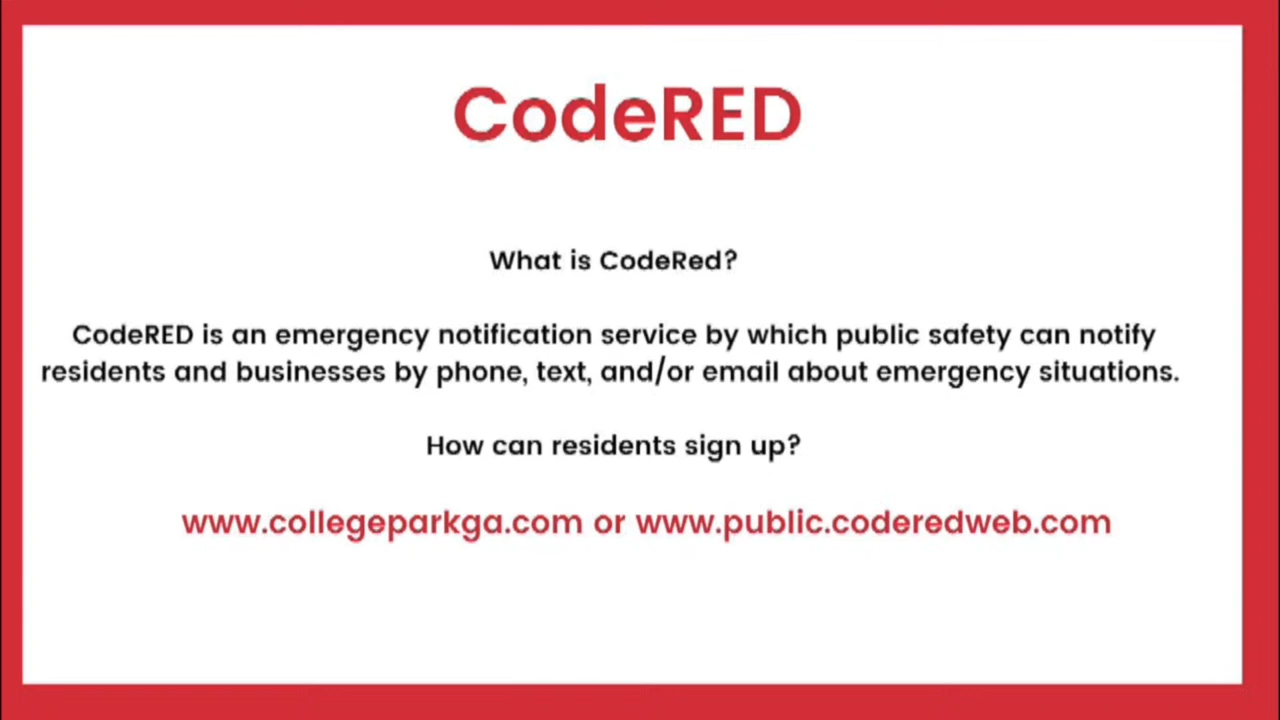 CodeRED
What is CodeRed?
CodeRED is an emergency notification service by which public safety can notify
residents and businesses by phone, text, and/or email about emergency situations.
How can residents sign up?
www.collegeparkga.com or www.public.coderedweb.com